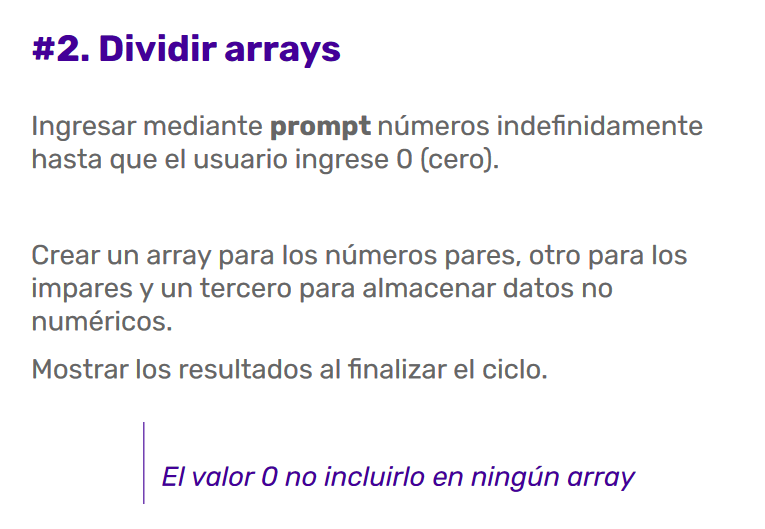 #2. Dividir arrays
Ingresar mediante prompt números indefinidamente
hasta que el usuario ingrese 0 (cero).
Crear un array para los números pares, otro para los
impares y un tercero para almacenar datos no
numéricos.
Mostrar los resultados al finalizar el ciclo.
El valor 0 no incluirlo en ningún array